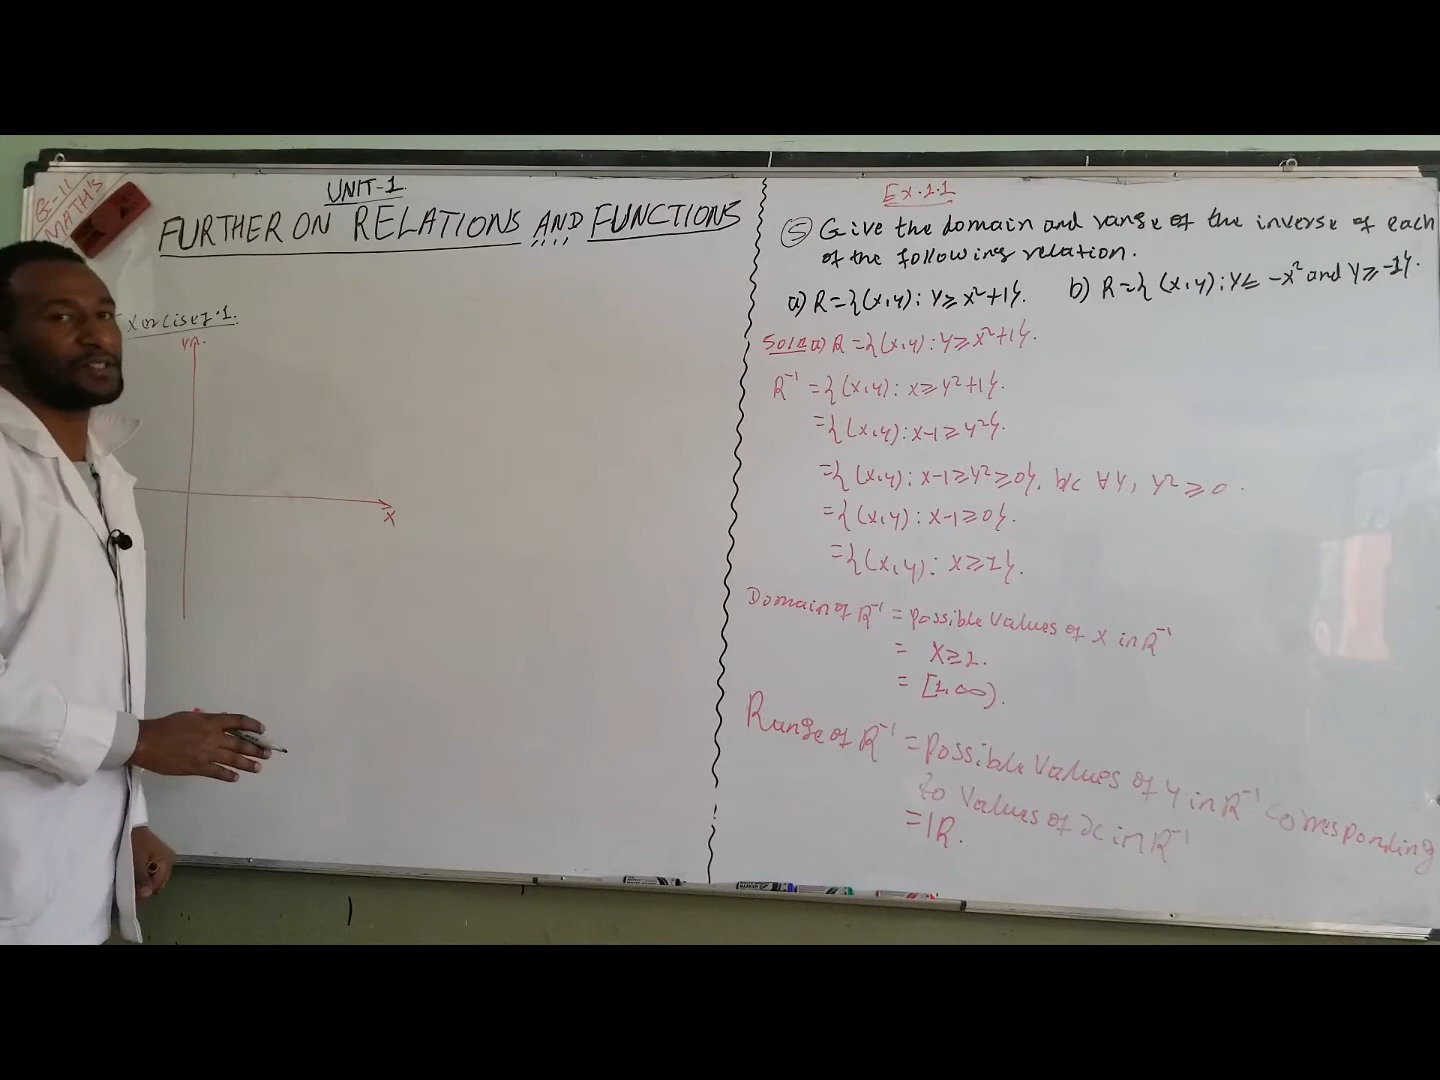 G-11
MATH'S
UNIT-1.
FURTHER ON RELATIONS AND FUNCTIONS
Exercise 1.1.
y
x
Ex.1.1
⑤ Give the domain and range of the inverse of each
of the following relation.
a) R={(x,y): y≥x²+1}. b) R={(x,y): y≤ -x² and y≥-1}.
Soln a) R={(x,y): y≥x²+1}.
R⁻¹={(x,y): x≥y²+1}.
={(x,y): x-1≥y²}.
={(x,y): x-1≥y²≥0}, b/c ∀y, y²≥0.
={(x,y): x-1≥0}.
={(x,y): x≥1}.
Domain of R⁻¹ = possible values of x in R⁻¹
= x≥1.
= [1,∞).
Range of R⁻¹ = possible values of y in R⁻¹ corresponding
to values of x in R⁻¹
=IR.